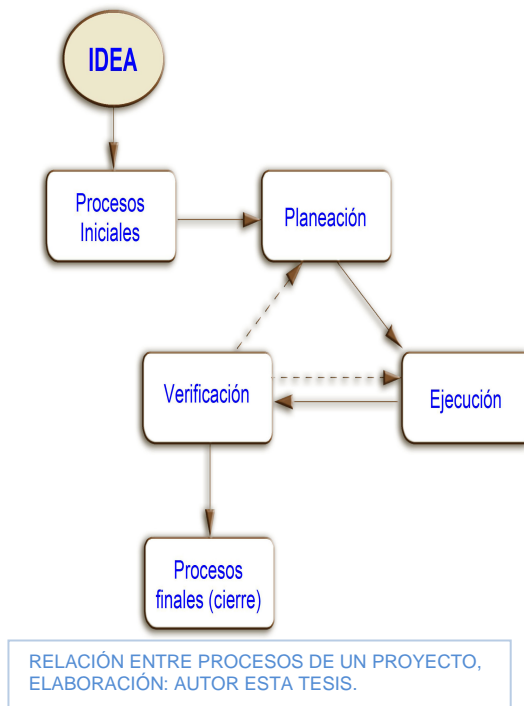 IDEA
Procesos
Iniciales
Planeación
Verificación
Ejecución
Procesos
finales (cierre)
RELACIÓN ENTRE PROCESOS DE UN PROYECTO,
ELABORACIÓN: AUTOR ESTA TESIS.